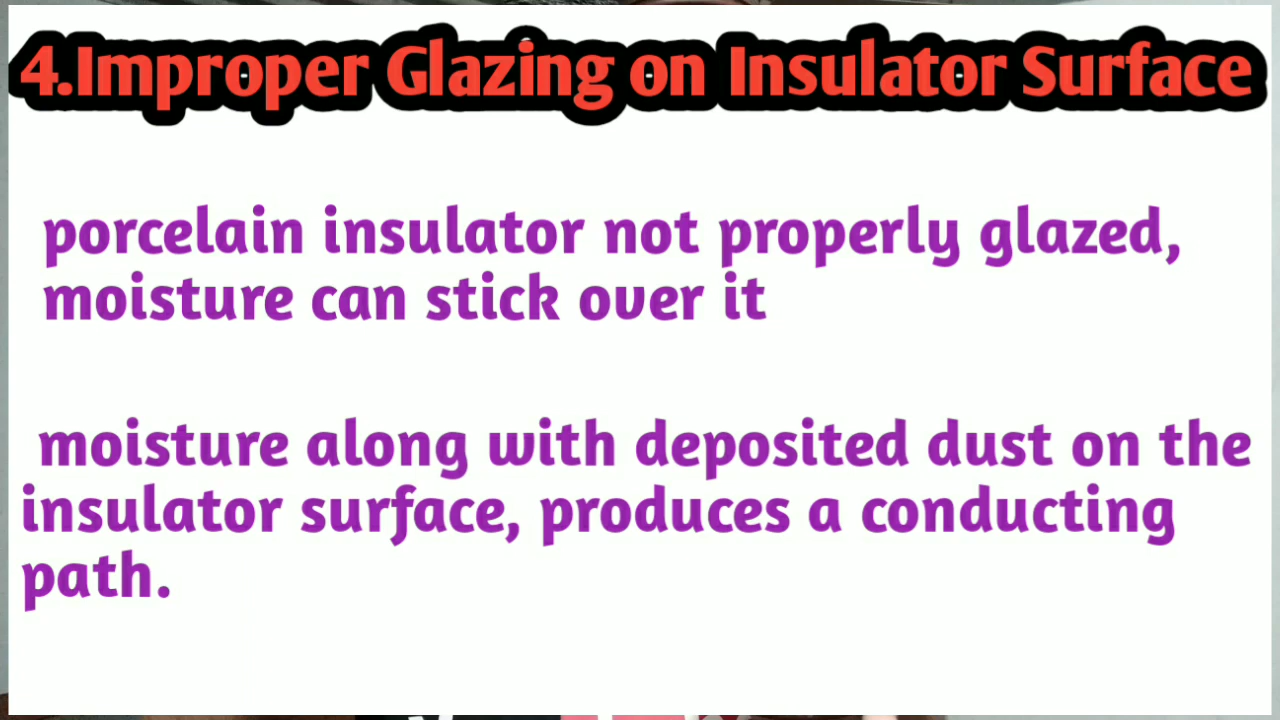 4.Improper Glazing on Insulator Surface
porcelain insulator not properly glazed,
moisture can stick over it
moisture along with deposited dust on the
insulator surface, produces a conducting
path.